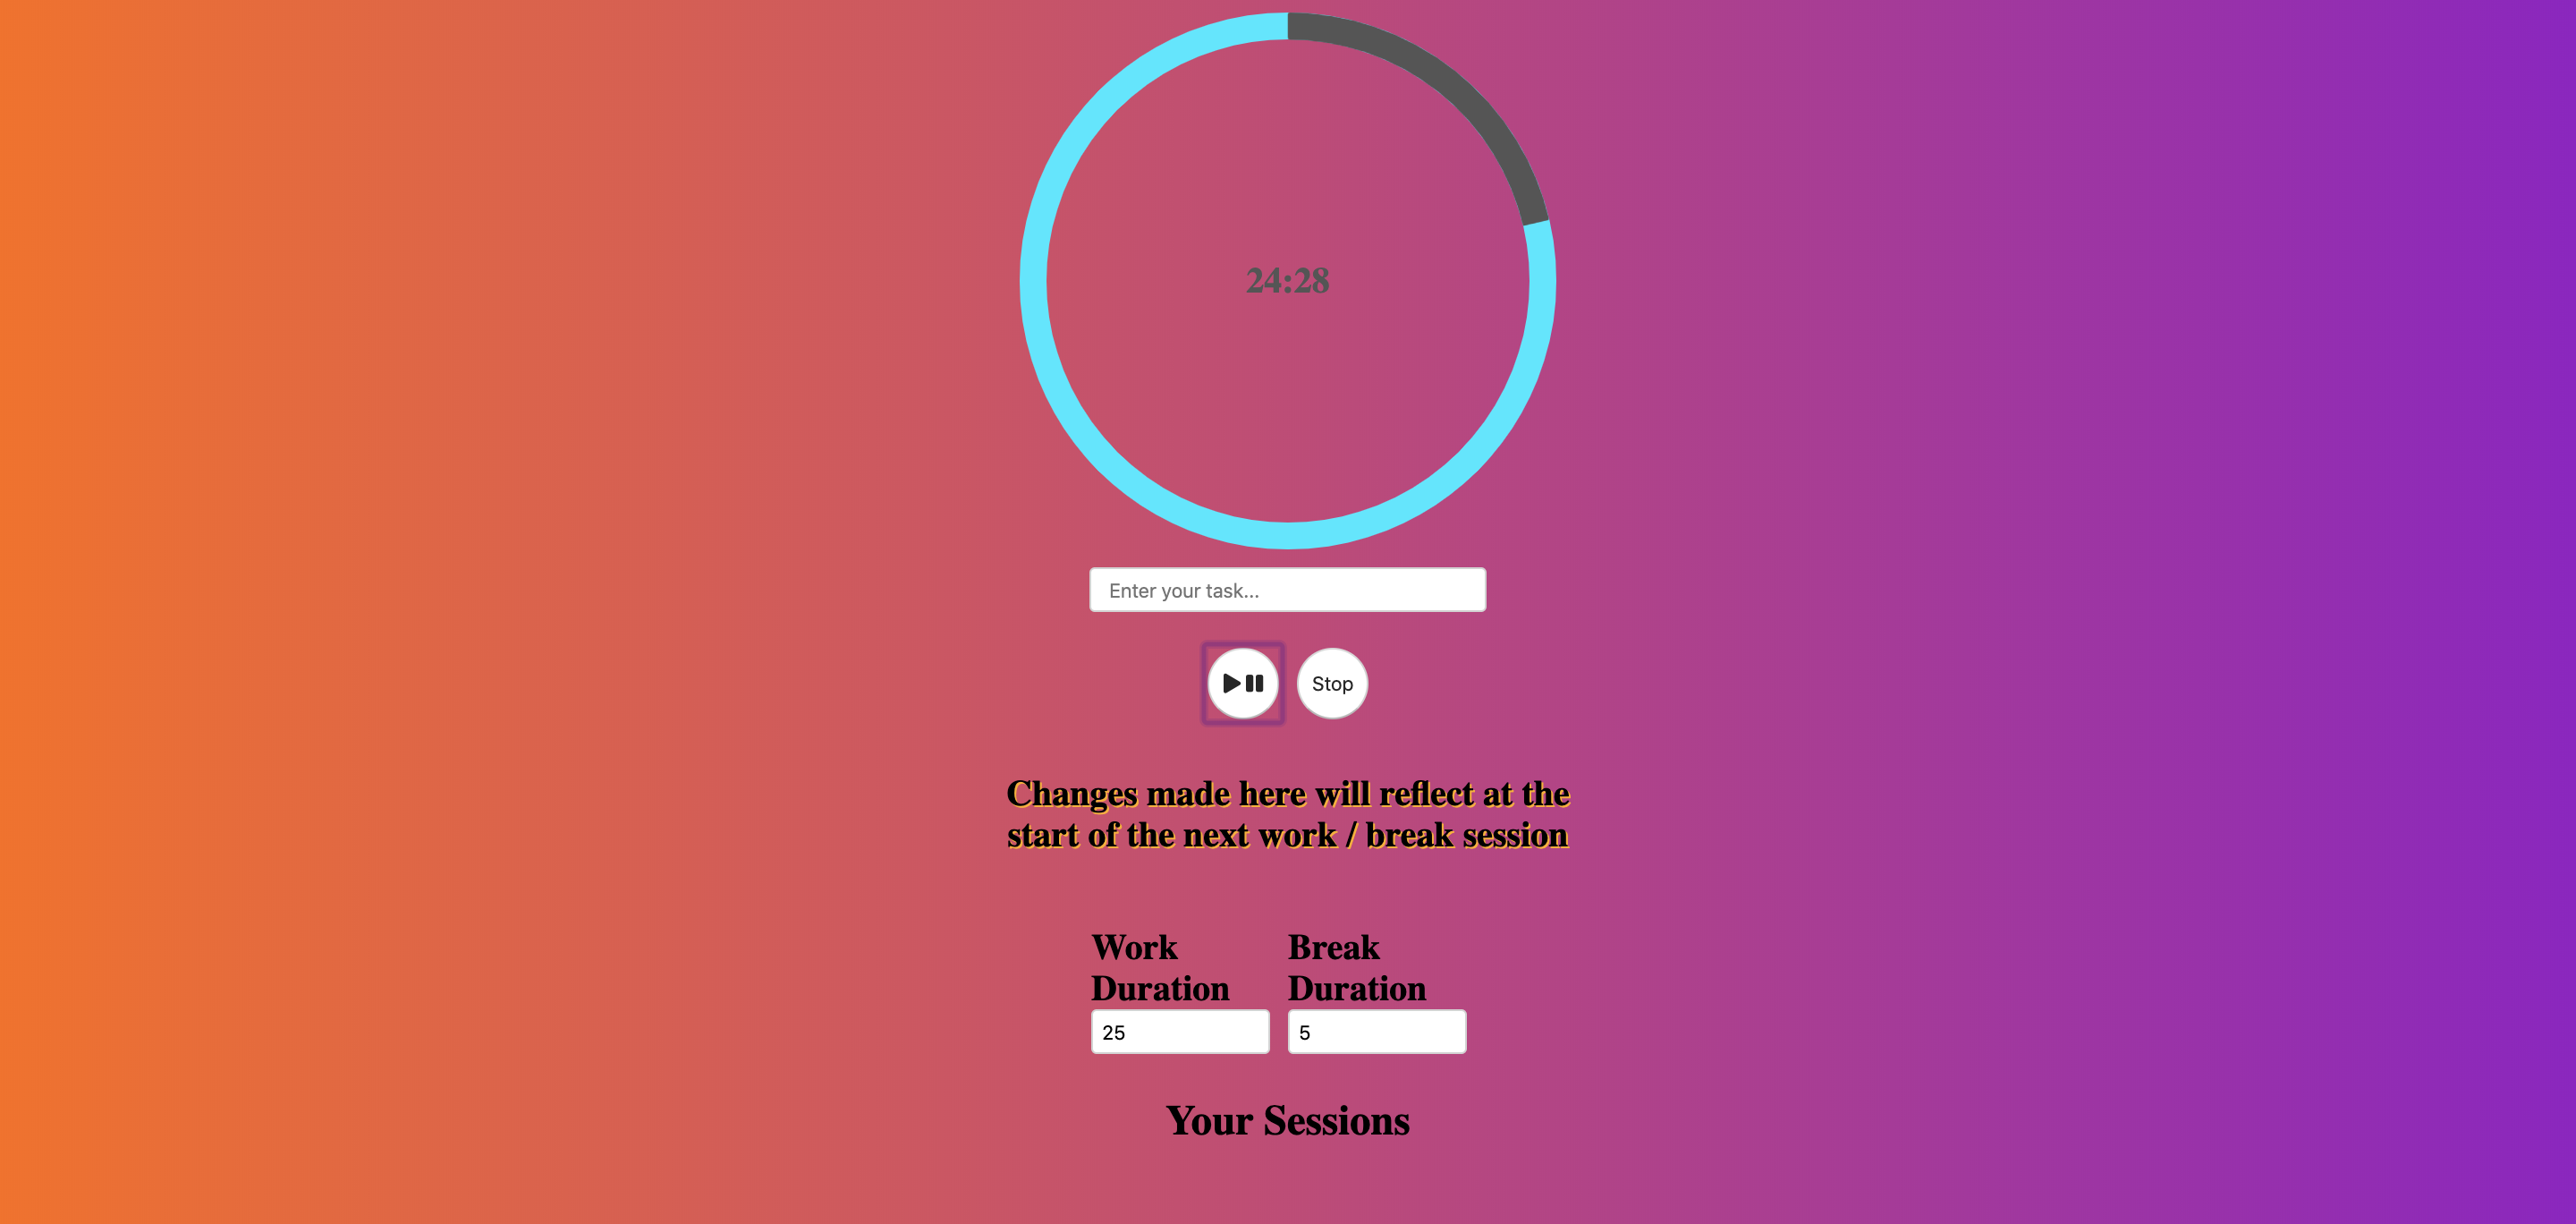 24:28
Enter your task...
Stop
Changes made here will reflect at the
start of the next work / break session
Work
Duration
25
Break
Duration
5
Your Sessions